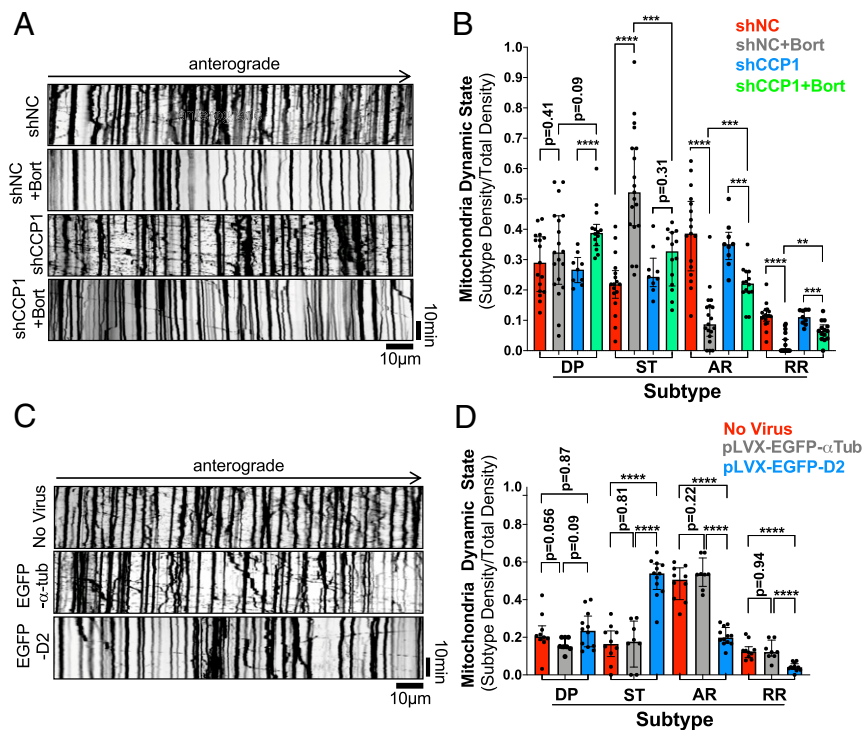 A
anterograde
shNC
shNC
+Bort
shCCP1
shCCP1
+Bort
10min
10μm
B
shNC
shNC+Bort
shCCP1
shCCP1+Bort
Mitochondria Dynamic State
(Subtype Density/Total Density)
1.0
0.9
0.8
0.7
0.6
0.5
0.4
0.3
0.2
0.1
0.0
p=0.41
p=0.09
****
****
***
p=0.31
****
***
***
****
**
***
DP ST AR RR
Subtype
C
anterograde
No Virus
EGFP
-α-tub
EGFP
-D2
10min
10μm
D
No Virus
pLVX-EGFP-αTub
pLVX-EGFP-D2
Mitochondria Dynamic State
(Subtype Density/Total Density)
1.0
0.8
0.6
0.4
0.2
0.0
p=0.87
p=0.056
p=0.09
****
p=0.81
****
****
p=0.22
****
****
p=0.94
****
DP ST AR RR
Subtype